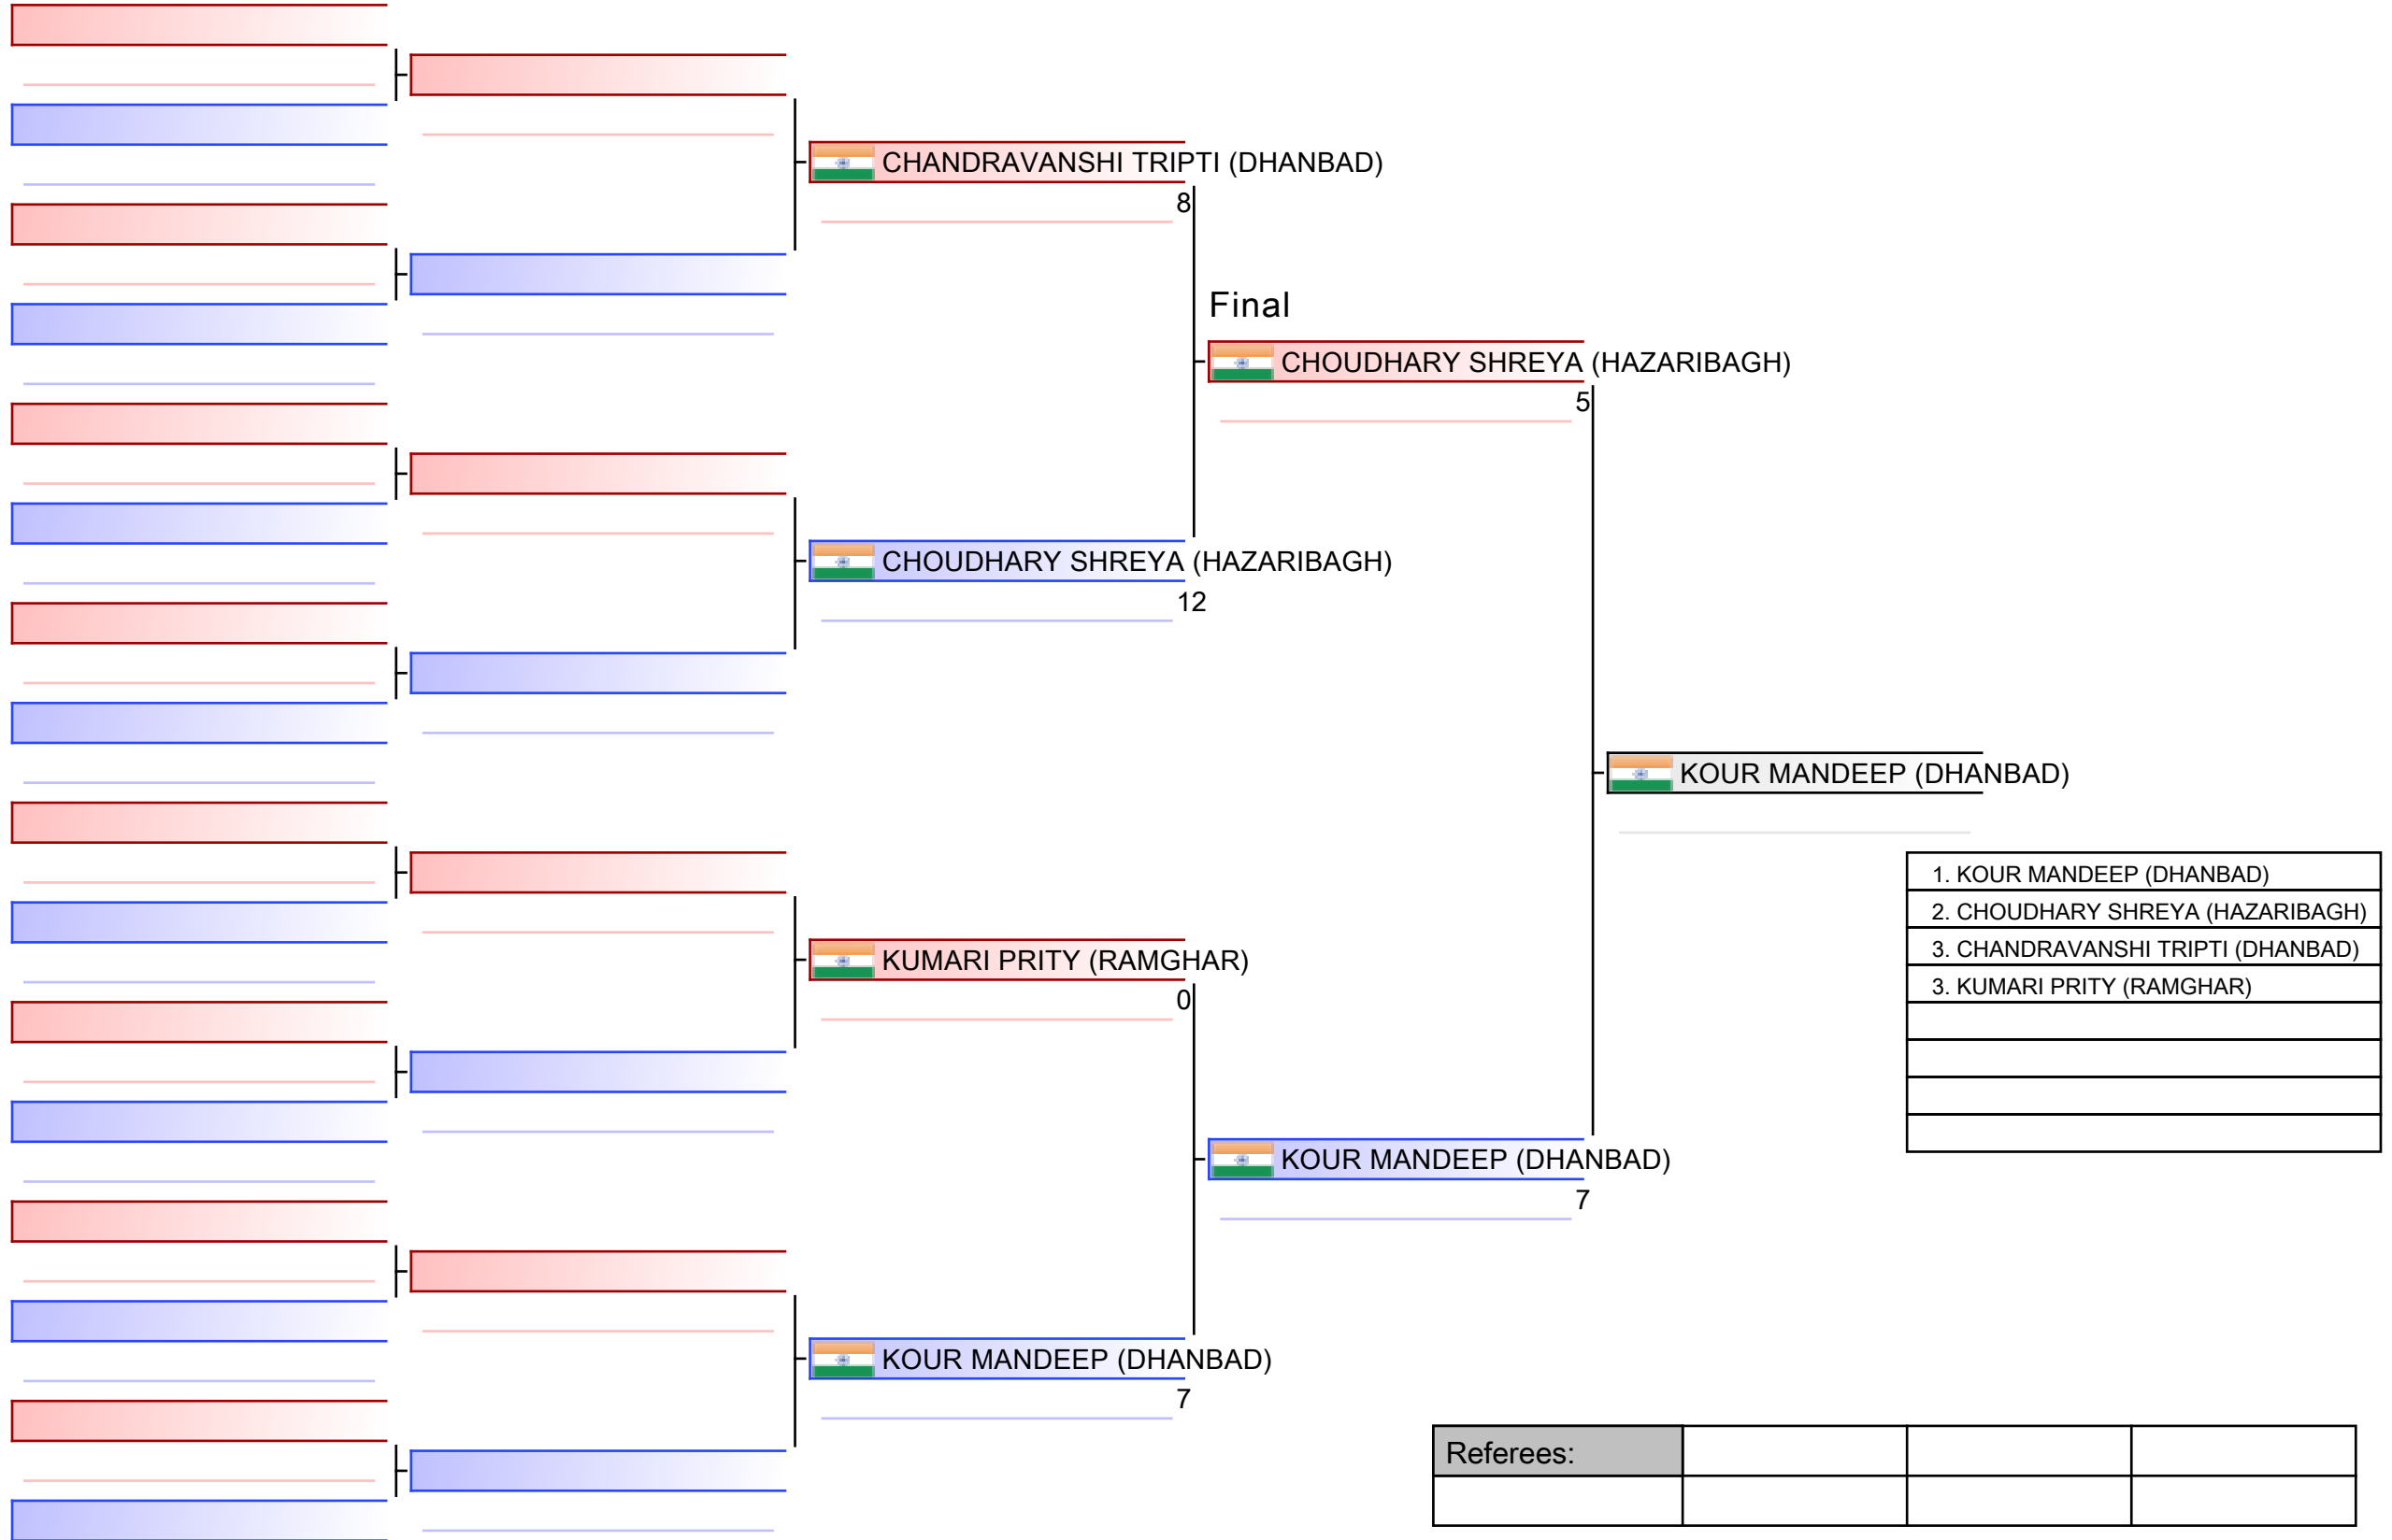 CHANDRAVANSHI TRIPTI (DHANBAD)
8
Final
CHOUDHARY SHREYA (HAZARIBAGH)
5
CHOUDHARY SHREYA (HAZARIBAGH)
12
KOUR MANDEEP (DHANBAD)
1. KOUR MANDEEP (DHANBAD)
2. CHOUDHARY SHREYA (HAZARIBAGH)
3. CHANDRAVANSHI TRIPTI (DHANBAD)
3. KUMARI PRITY (RAMGHAR)
KUMARI PRITY (RAMGHAR)
0
KOUR MANDEEP (DHANBAD)
7
KOUR MANDEEP (DHANBAD)
7
Referees: